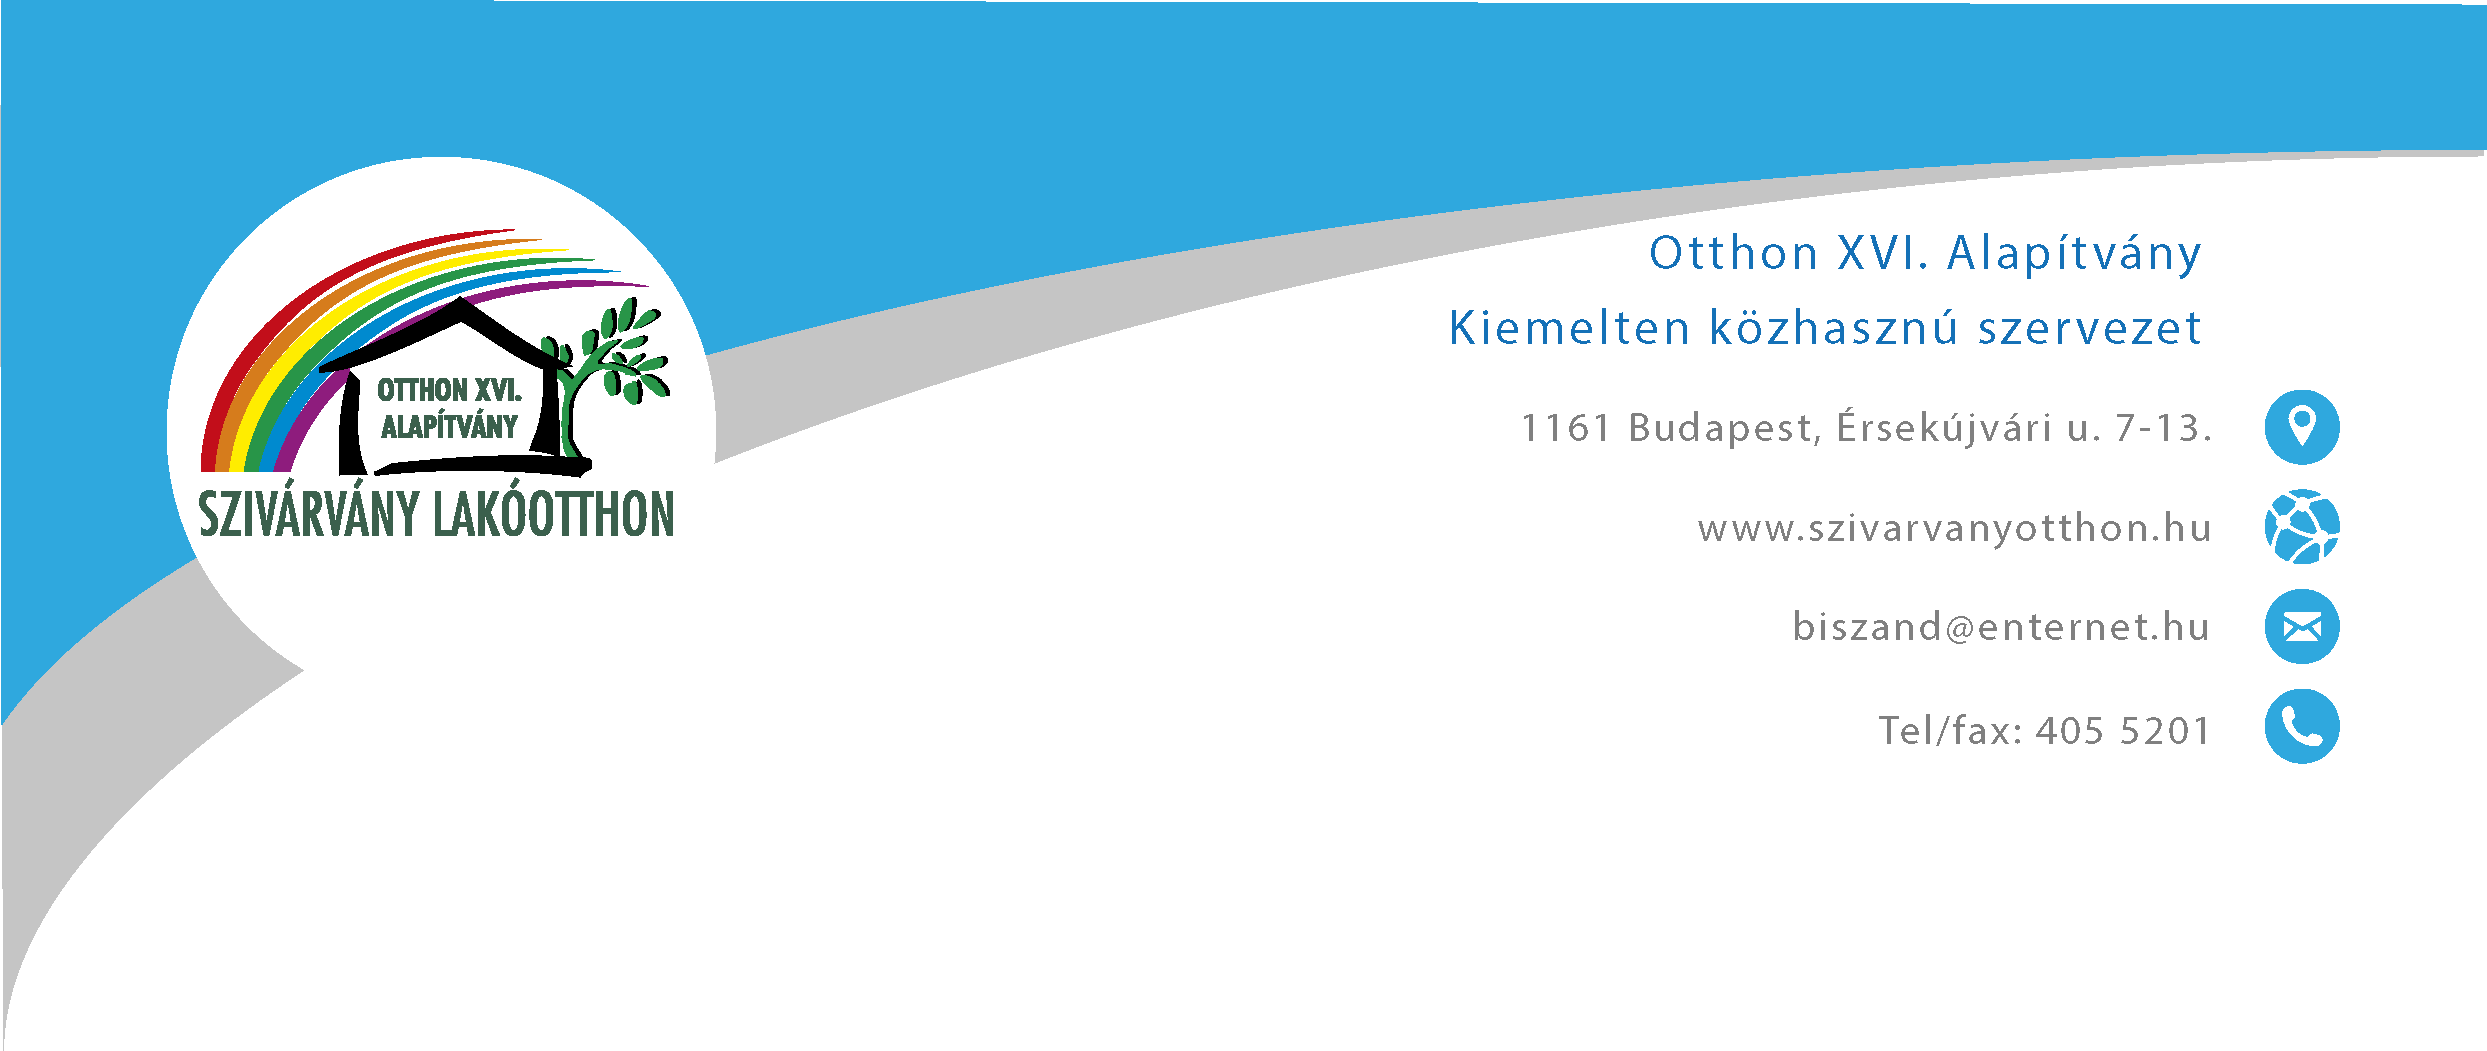 OTTHON XVI.
ALAPÍTVÁNY
SZIVÁRVÁNY LAKÓOTTHON
Otthon XVI. Alapítvány
Kiemelten közhasznú szervezet
1161 Budapest, Érsekújvári u. 7-13.
www.szivarvanyotthon.hu
biszand@enternet.hu
Tel/fax: 405 5201